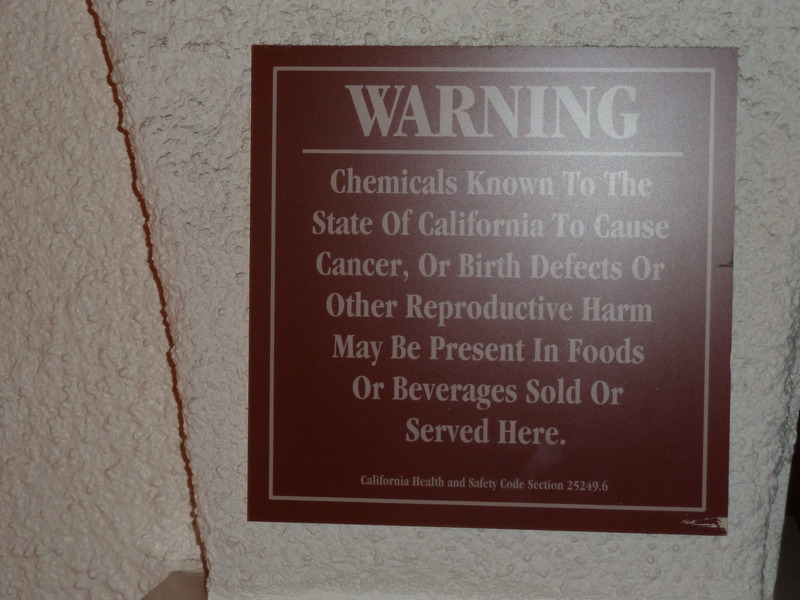 WARNING
Chemicals Known To The
State Of California To Cause
Cancer, Or Birth Defects Or
Other Reproductive Harm
May Be Present In Foods
Or Beverages Sold Or
Served Here.
California Health and Safety Code Section 25249.6